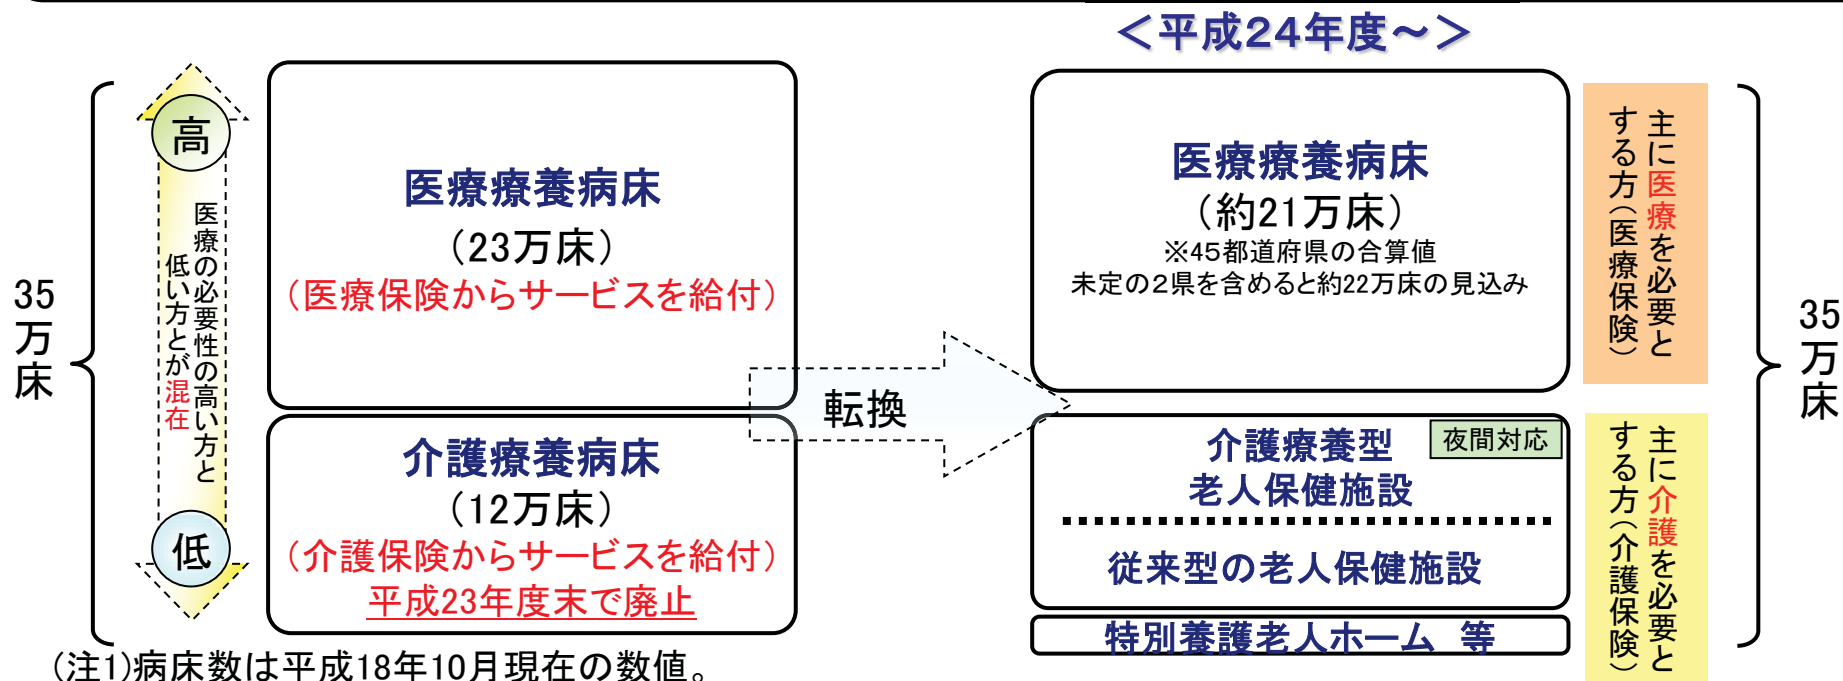 ＜平成24年度～＞
35
万
床
高
医療の必要性の高い方と
低い方とが混在
低
医療療養病床
（23万床）
（医療保険からサービスを給付）
介護療養病床
（12万床）
（介護保険からサービスを給付）
平成23年度末で廃止
転換
医療療養病床
（約21万床）
※45都道府県の合算値
未定の２県を含めると約22万床の見込み
介護療養型
老人保健施設
夜間対応
従来型の老人保健施設
特別養護老人ホーム 等
主に医療を必要と
する方（医療保険）
主に介護を必要と
する方（介護保険）
35
万
床
(注1)病床数は平成18年10月現在の数値。